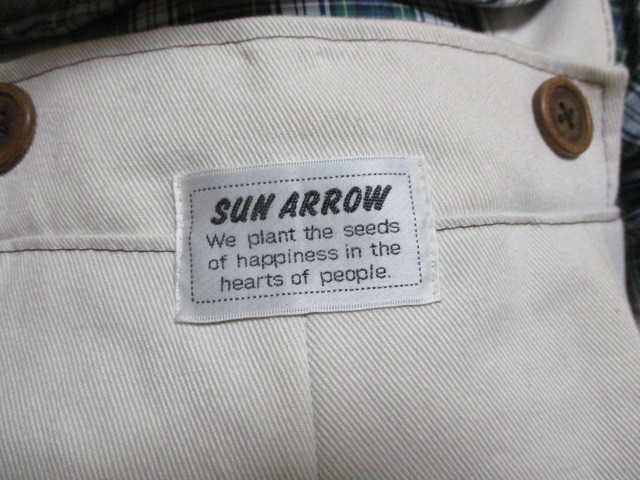 SUN ARROW
We plant the seeds
of happiness in the
hearts of people.